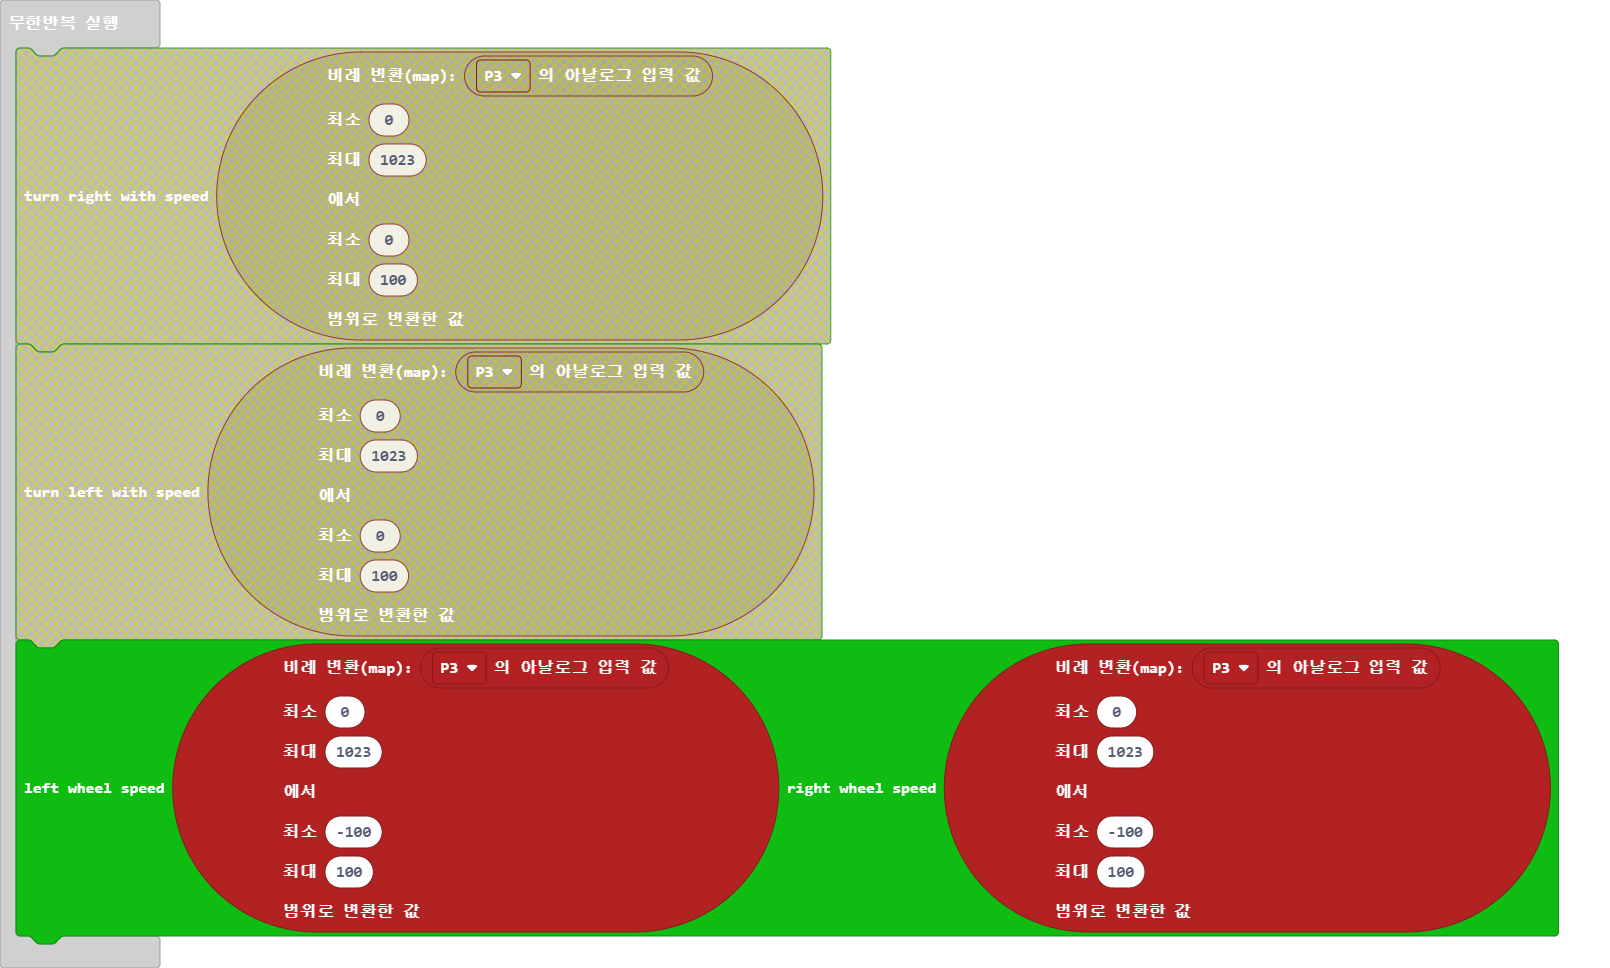 무한반복 실행
turn right with speed
비례 변환(map): P3 의 아날로그 입력 값
최소 0
최대 1023
에서
최소 0
최대 100
범위로 변환한 값
turn left with speed
비례 변환(map): P3 의 아날로그 입력 값
최소 0
최대 1023
에서
최소 0
최대 100
범위로 변환한 값
left wheel speed
비례 변환(map): P3 의 아날로그 입력 값
최소 0
최대 1023
에서
최소 -100
최대 100
범위로 변환한 값
right wheel speed
비례 변환(map): P3 의 아날로그 입력 값
최소 0
최대 1023
에서
최소 -100
최대 100
범위로 변환한 값